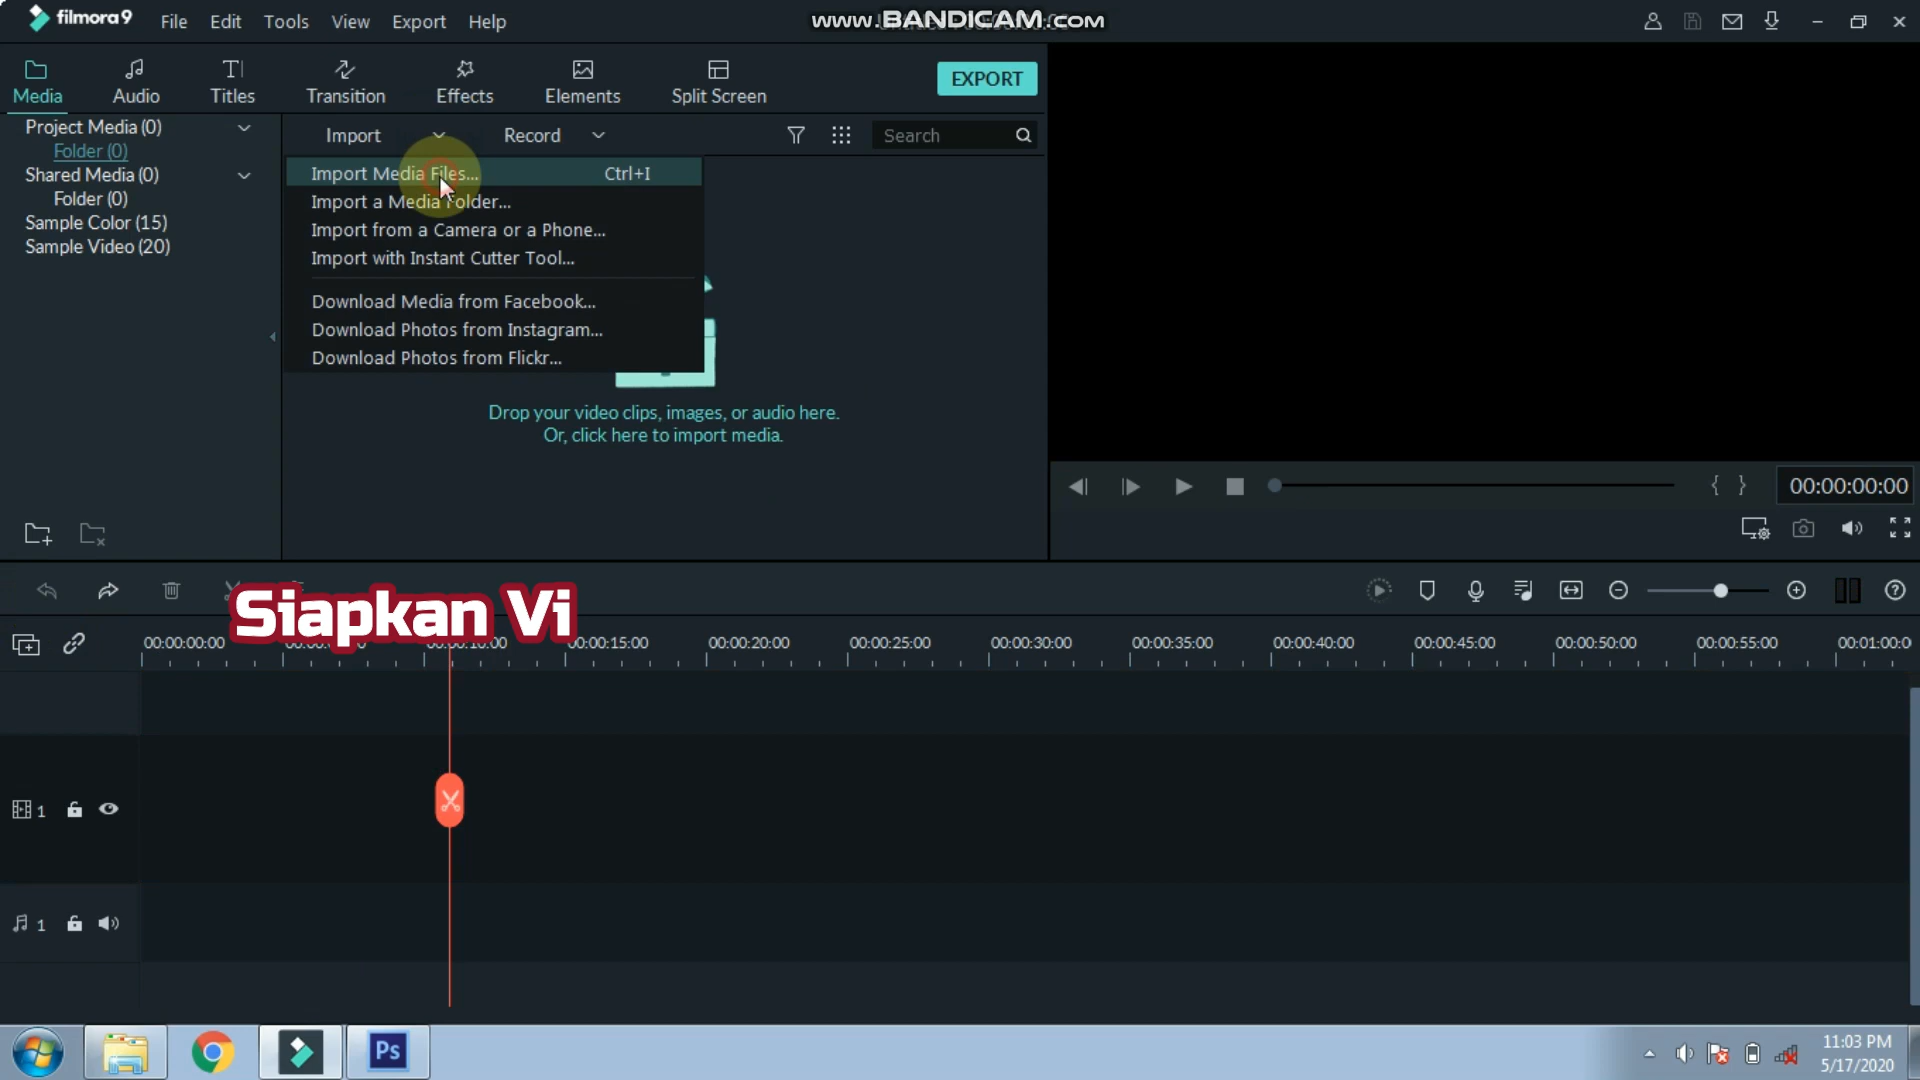 filmora9
File Edit Tools View Export Help
www.BANDICAM.com
Media Audio Titles Transition Effects Elements Split Screen
EXPORT
Project Media (0)
Folder (0)
Shared Media (0)
Folder (0)
Sample Color (15)
Sample Video (20)
Import Record Search
Import Media Files... Ctrl+I
Import a Media Folder...
Import from a Camera or a Phone...
Import with Instant Cutter Tool...
Download Media from Facebook...
Download Photos from Instagram...
Download Photos from Flickr...
Drop your video clips, images, or audio here.
Or, click here to import media.
{ } 00:00:00:00
Siapkan Vi
00:00:00:00 00:00:15:00 00:00:20:00 00:00:25:00 00:00:30:00 00:00:35:00 00:00:40:00 00:00:45:00 00:00:50:00 00:00:55:00 00:01:00:0
1
1
Ps
11:03 PM
5/17/2020